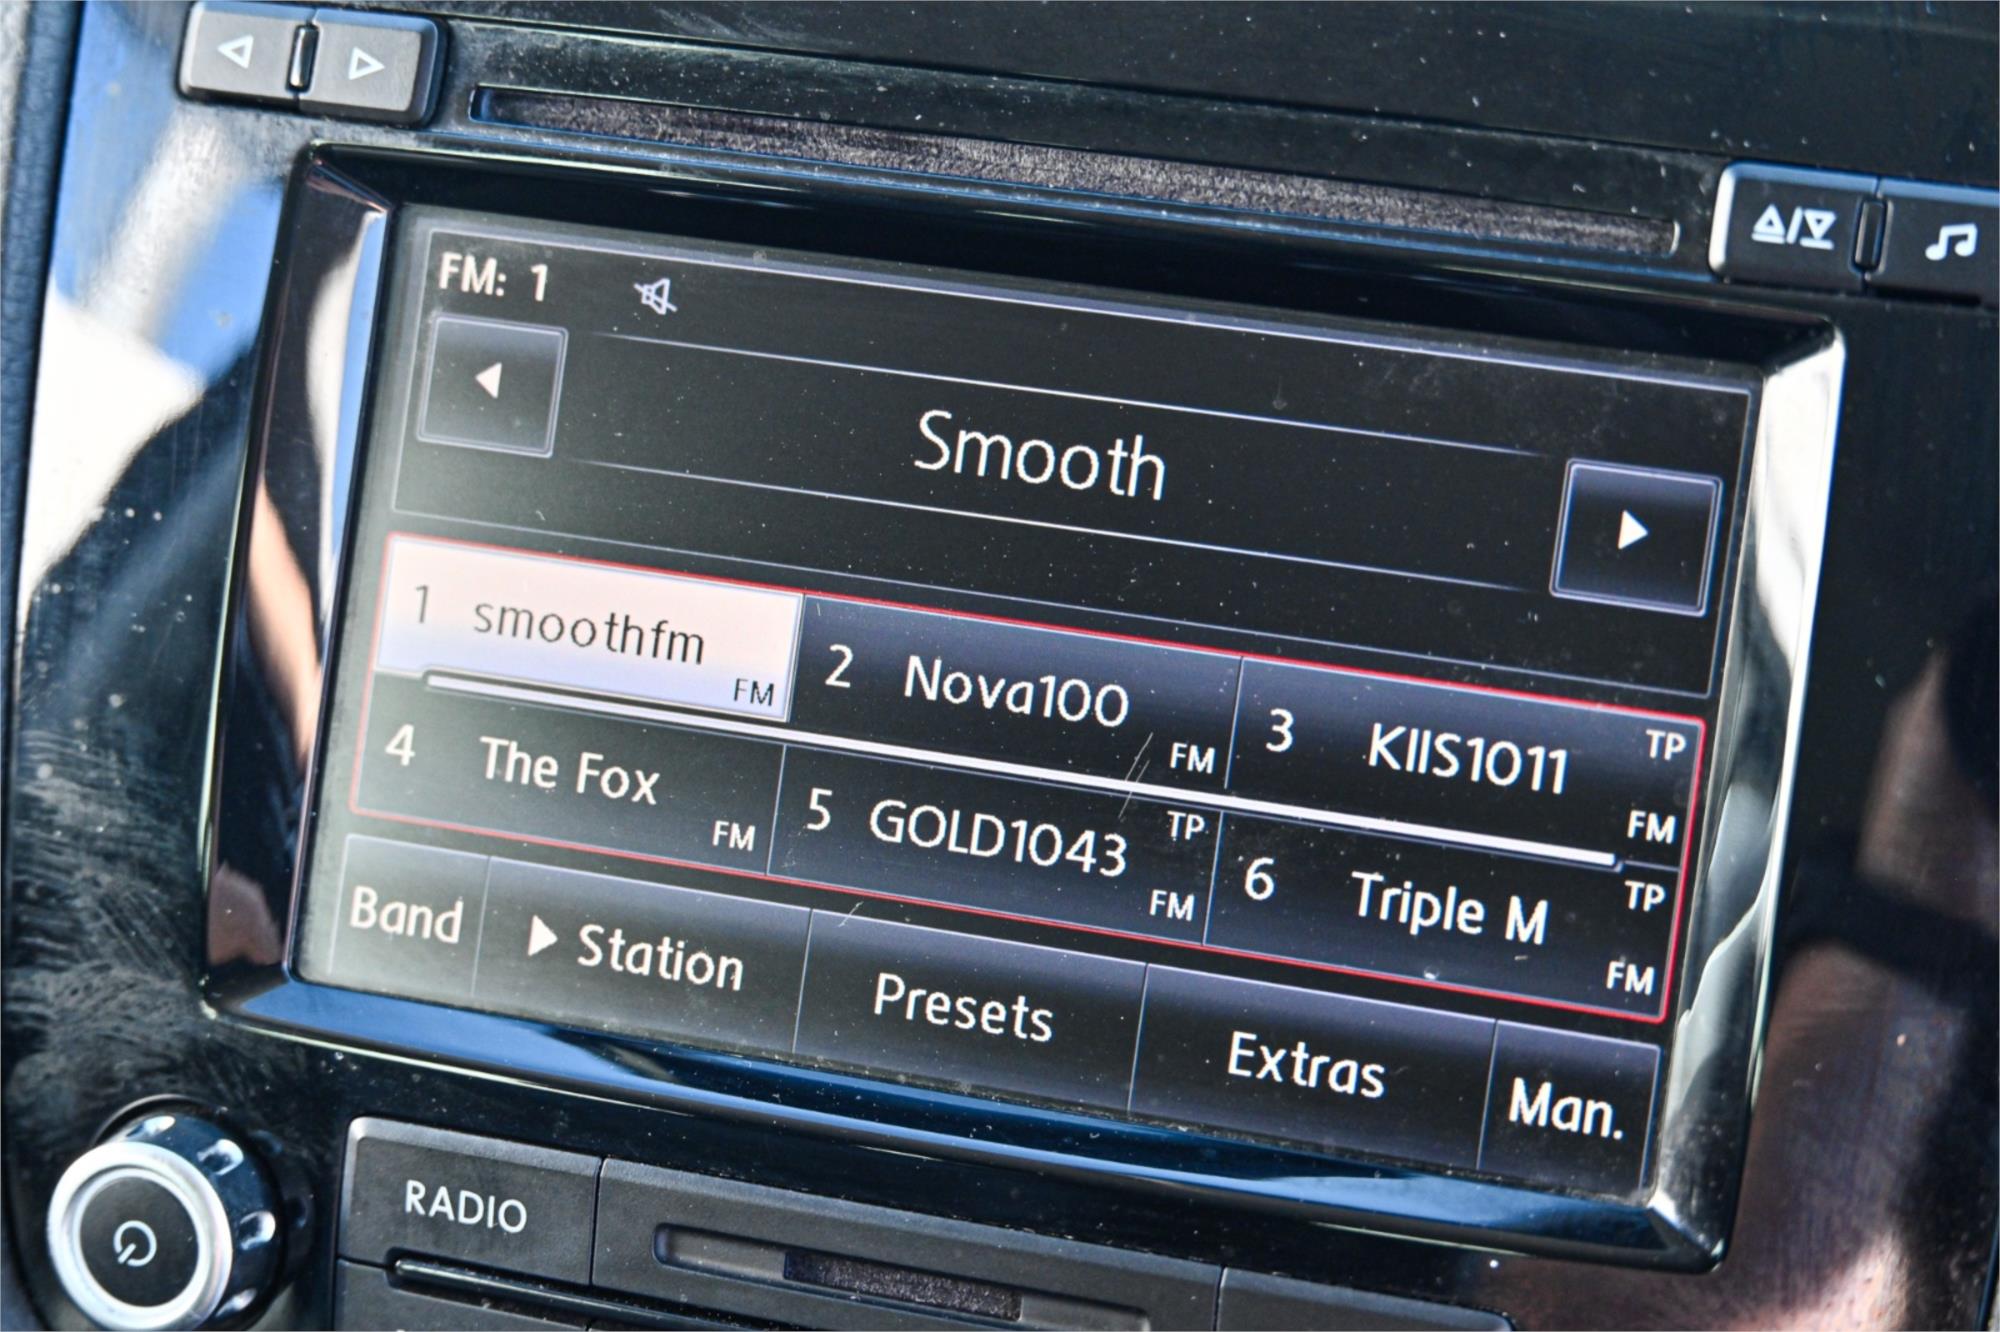 FM: 1
Smooth
1 smoothfm FM
2 Nova100 FM
3 KIIS1011 TP FM
4 The Fox FM
5 GOLD1043 TP FM
6 Triple M TP FM
Band Station Presets Extras Man.
RADIO